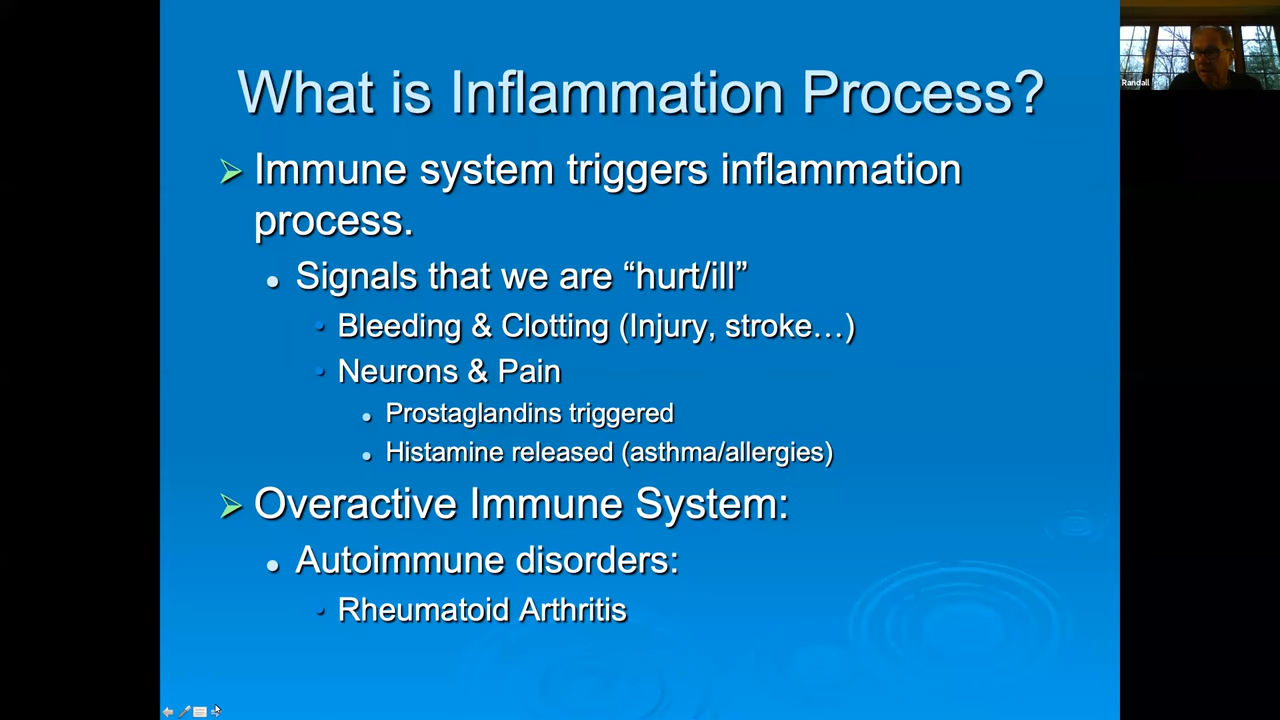 What is Inflammation Process?
Immune system triggers inflammation
process.
Signals that we are “hurt/ill”
Bleeding & Clotting (Injury, stroke…)
Neurons & Pain
Prostaglandins triggered
Histamine released (asthma/allergies)
Overactive Immune System:
Autoimmune disorders:
Rheumatoid Arthritis
Randall